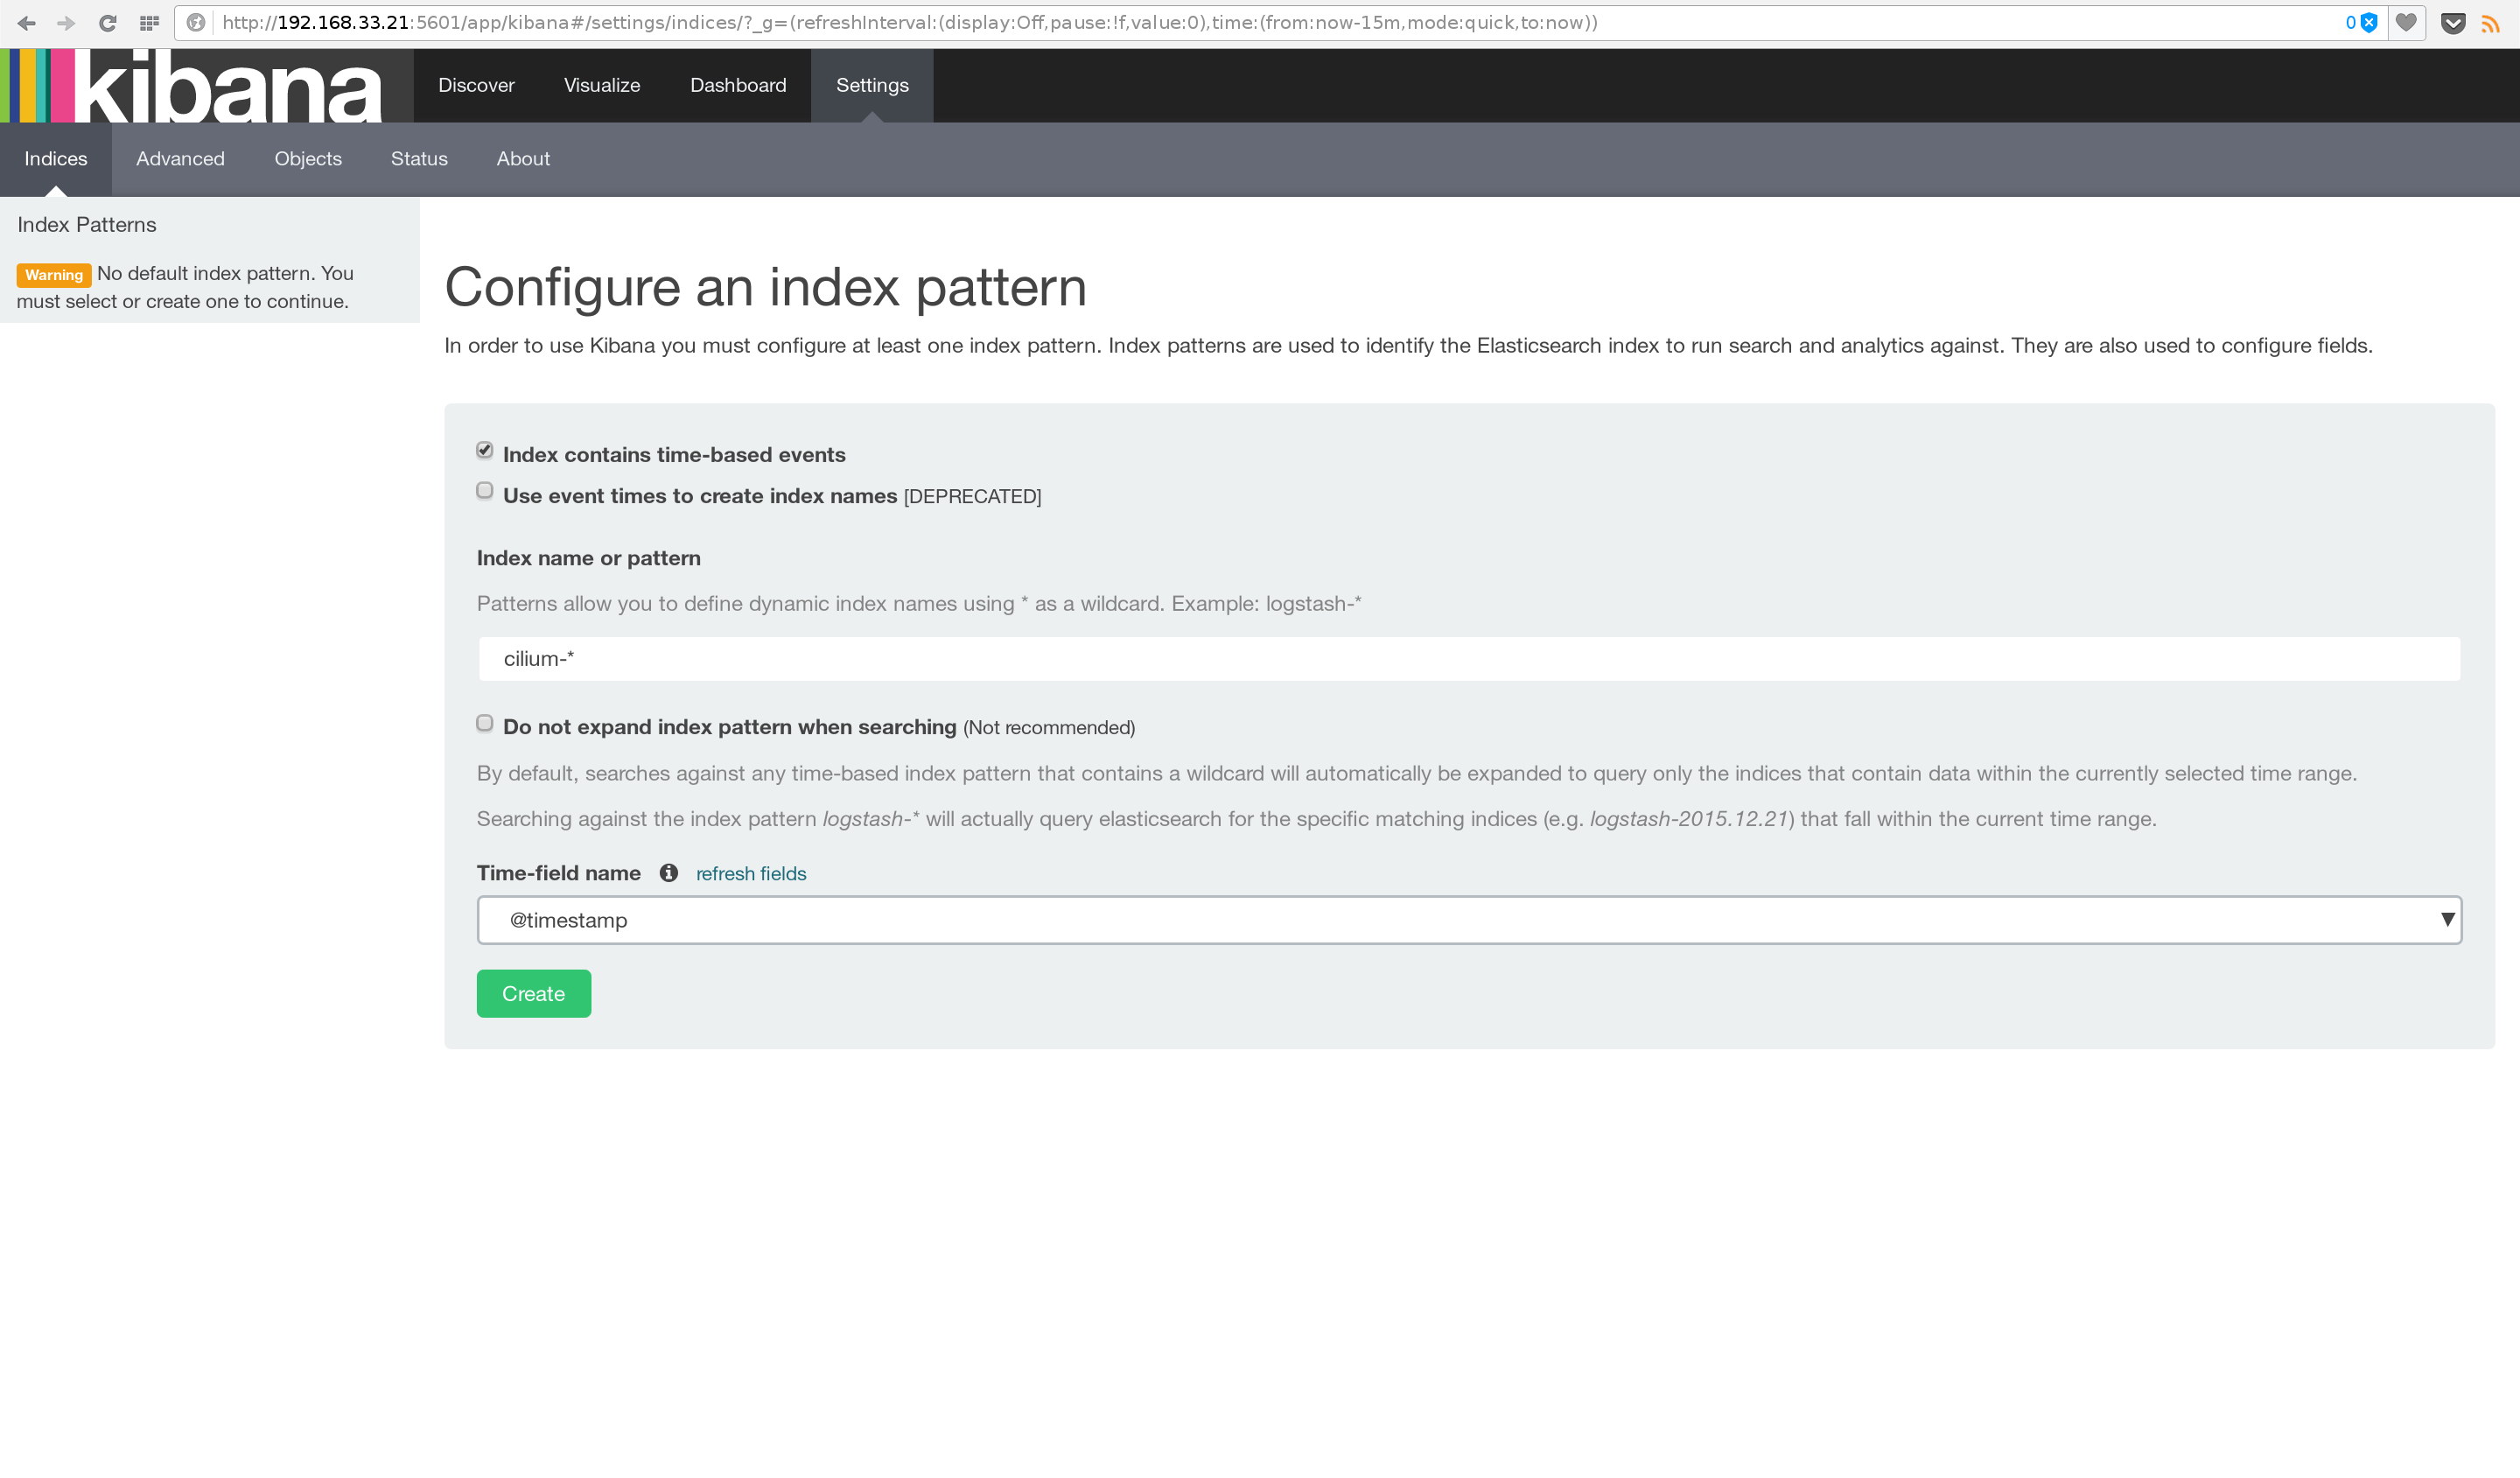 http://192.168.33.21:5601/app/kibana#/settings/indices/?_g=(refreshInterval:(display:Off,pause:!f,value:0),time:(from:now-15m,mode:quick,to:now))
0
kibana
Discover
Visualize
Dashboard
Settings
Indices
Advanced
Objects
Status
About
Index Patterns
Warning No default index pattern. You
must select or create one to continue.
Configure an index pattern
In order to use Kibana you must configure at least one index pattern. Index patterns are used to identify the Elasticsearch index to run search and analytics against. They are also used to configure fields.
Index contains time-based events
Use event times to create index names [DEPRECATED]
Index name or pattern
Patterns allow you to define dynamic index names using * as a wildcard. Example: logstash-*
cilium-*
Do not expand index pattern when searching (Not recommended)
By default, searches against any time-based index pattern that contains a wildcard will automatically be expanded to query only the indices that contain data within the currently selected time range.
Searching against the index pattern logstash-* will actually query elasticsearch for the specific matching indices (e.g. logstash-2015.12.21) that fall within the current time range.
Time-field name refresh fields
@timestamp
Create